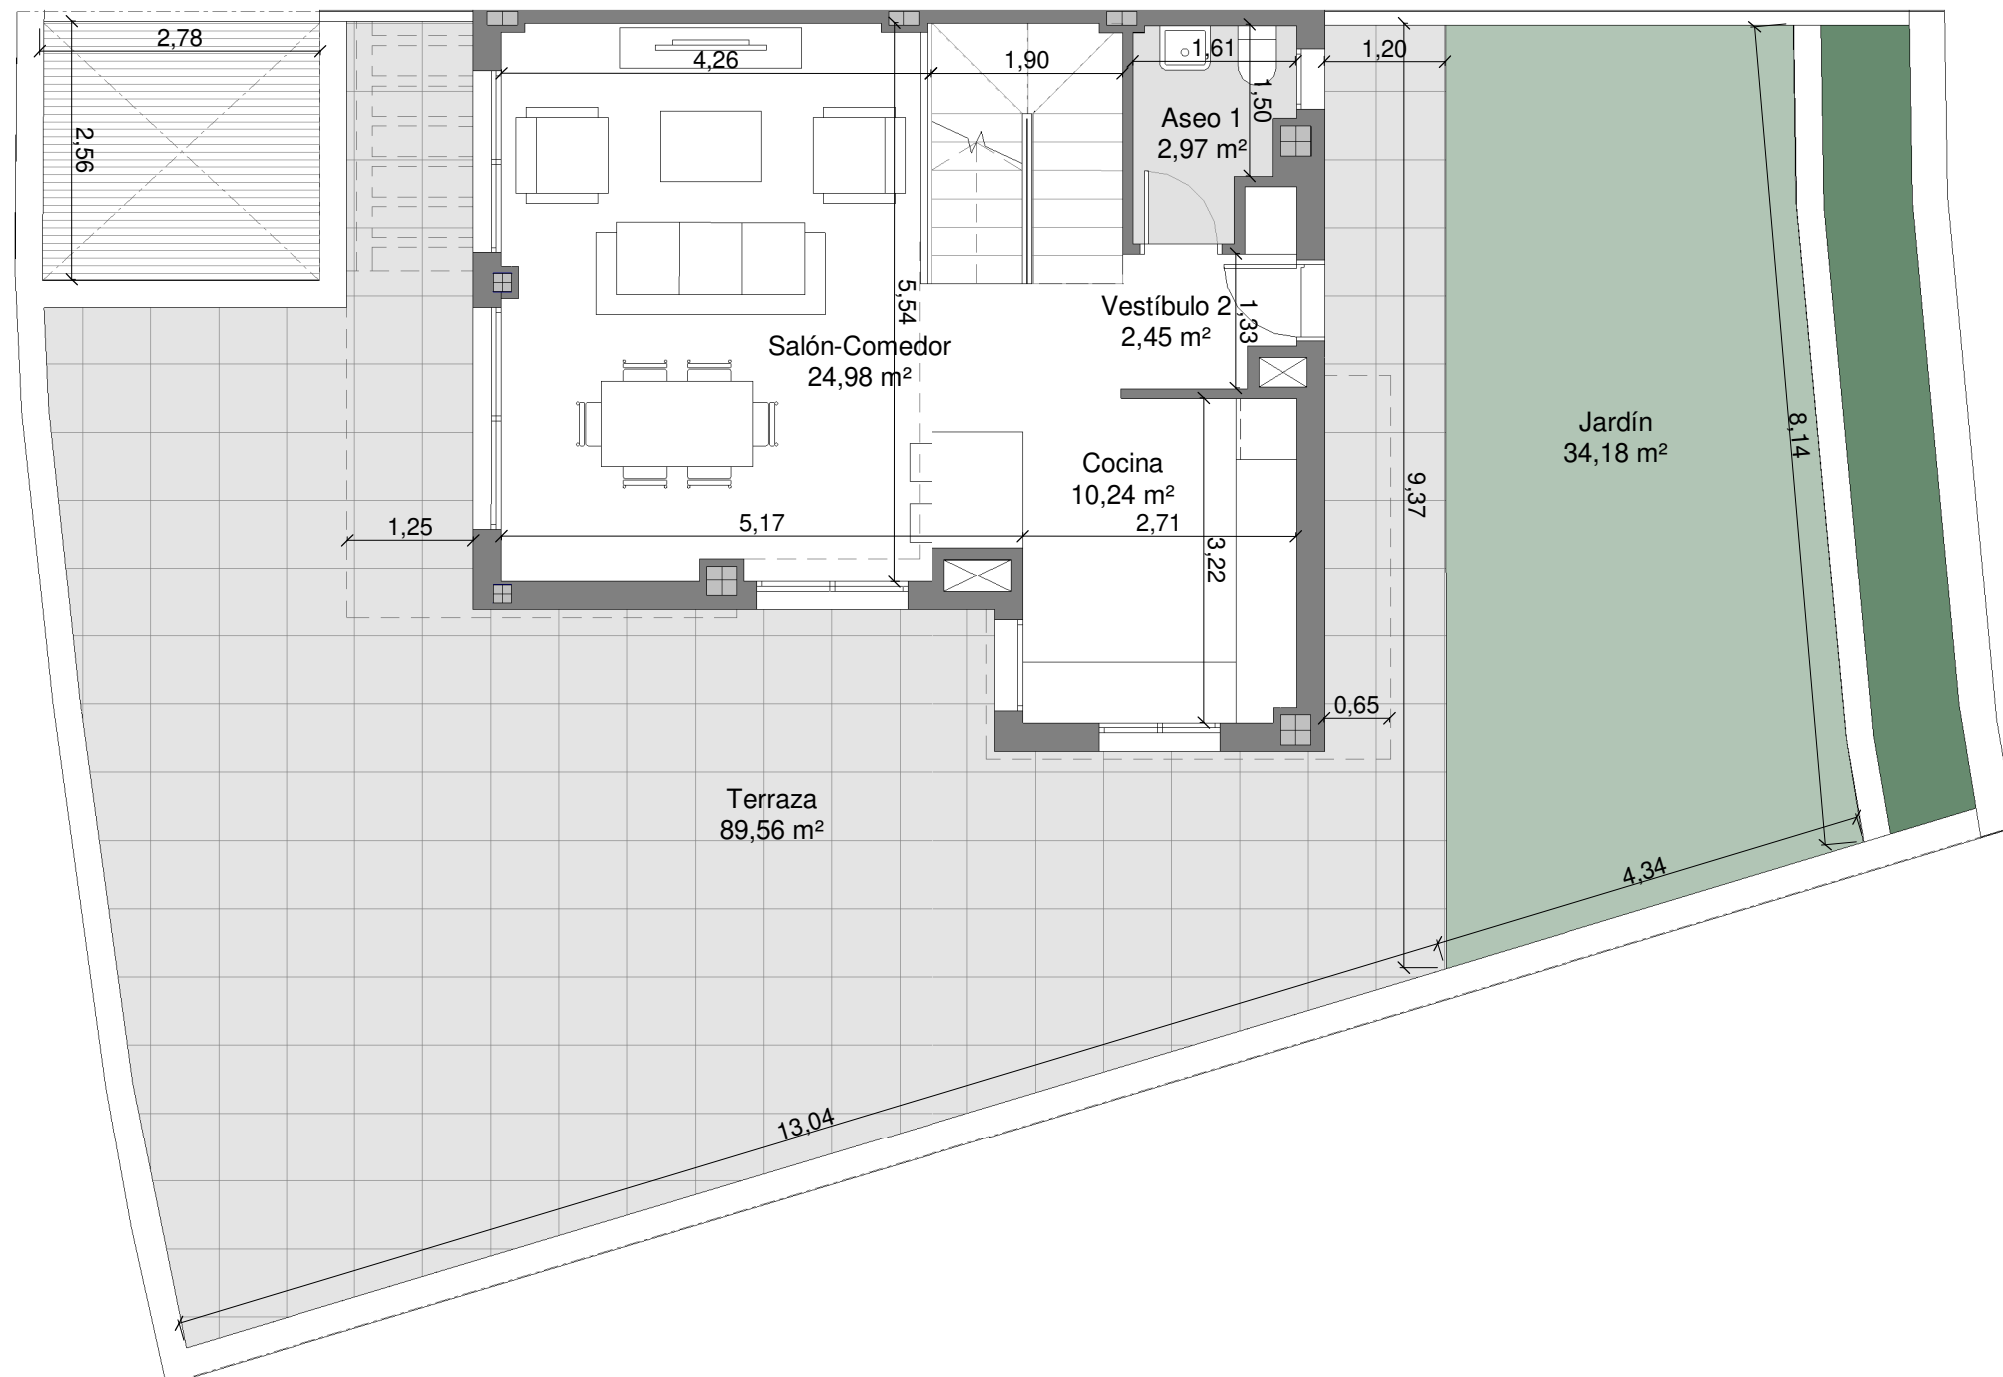 2,78
4,26
1,90
1,61
1,20
2,56
1,50
Aseo 1
2,97 m²
Vestíbulo 2
2,45 m²
1,33
5,54
Salón-Comedor
24,98 m²
Jardín
34,18 m²
8,14
Cocina
10,24 m²
9,37
1,25
5,17
2,71
3,22
0,65
Terraza
89,56 m²
4,34
13,04